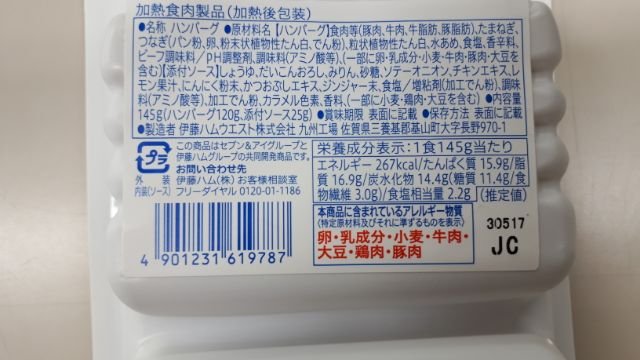 加熱食肉製品(加熱後包装)
●名称 ハンバーグ ●原材料名 【ハンバーグ】食肉等(豚肉、牛肉、牛脂肪、豚脂肪)、たまねぎ、
つなぎ(パン粉、卵、粉末状植物性たん白、でん粉)、粒状植物性たん白、水あめ、食塩、香辛料、
ビーフ調味料／pH調整剤、調味料(アミノ酸等)、(一部に卵・乳成分・小麦・牛肉・豚肉・大豆を
含む)【添付ソース】しょうゆ、だいこんおろし、みりん、砂糖、ソテーオニオン、チキンエキス、レ
モン果汁、にんにく粉末、かつおぶしエキス、ジンジャー末、食塩／増粘剤(加工でん粉)、調味
料(アミノ酸等)、加工でん粉、カラメル色素、香料、(一部に小麦・鶏肉・大豆を含む) ●内容量
145g(ハンバーグ120g、添付ソース25g) ●賞味期限 表面に記載 ●保存方法 表面に記載
●製造者 伊藤ハムウエスト株式会社 九州工場 佐賀県三養基郡基山町大字長野970-1
プラ
外装
内装(ソース)
この商品はセブン＆アイグループと
伊藤ハムグループの共同開発商品です。
お問い合わせ先
伊藤ハム(株)お客様相談室
フリーダイヤル 0120-01-1186
4 901231 619787
栄養成分表示:1食145g当たり
エネルギー 267kcal/たんぱく質 15.9g/脂
質 16.9g/炭水化物 14.4g(糖質 11.4g/食
物繊維 3.0g)/食塩相当量 2.2g (推定値)
本商品に含まれているアレルギー物質
(特定原材料及びそれに準ずるものを表示)
卵・乳成分・小麦・牛肉・
大豆・鶏肉・豚肉
30517
JC